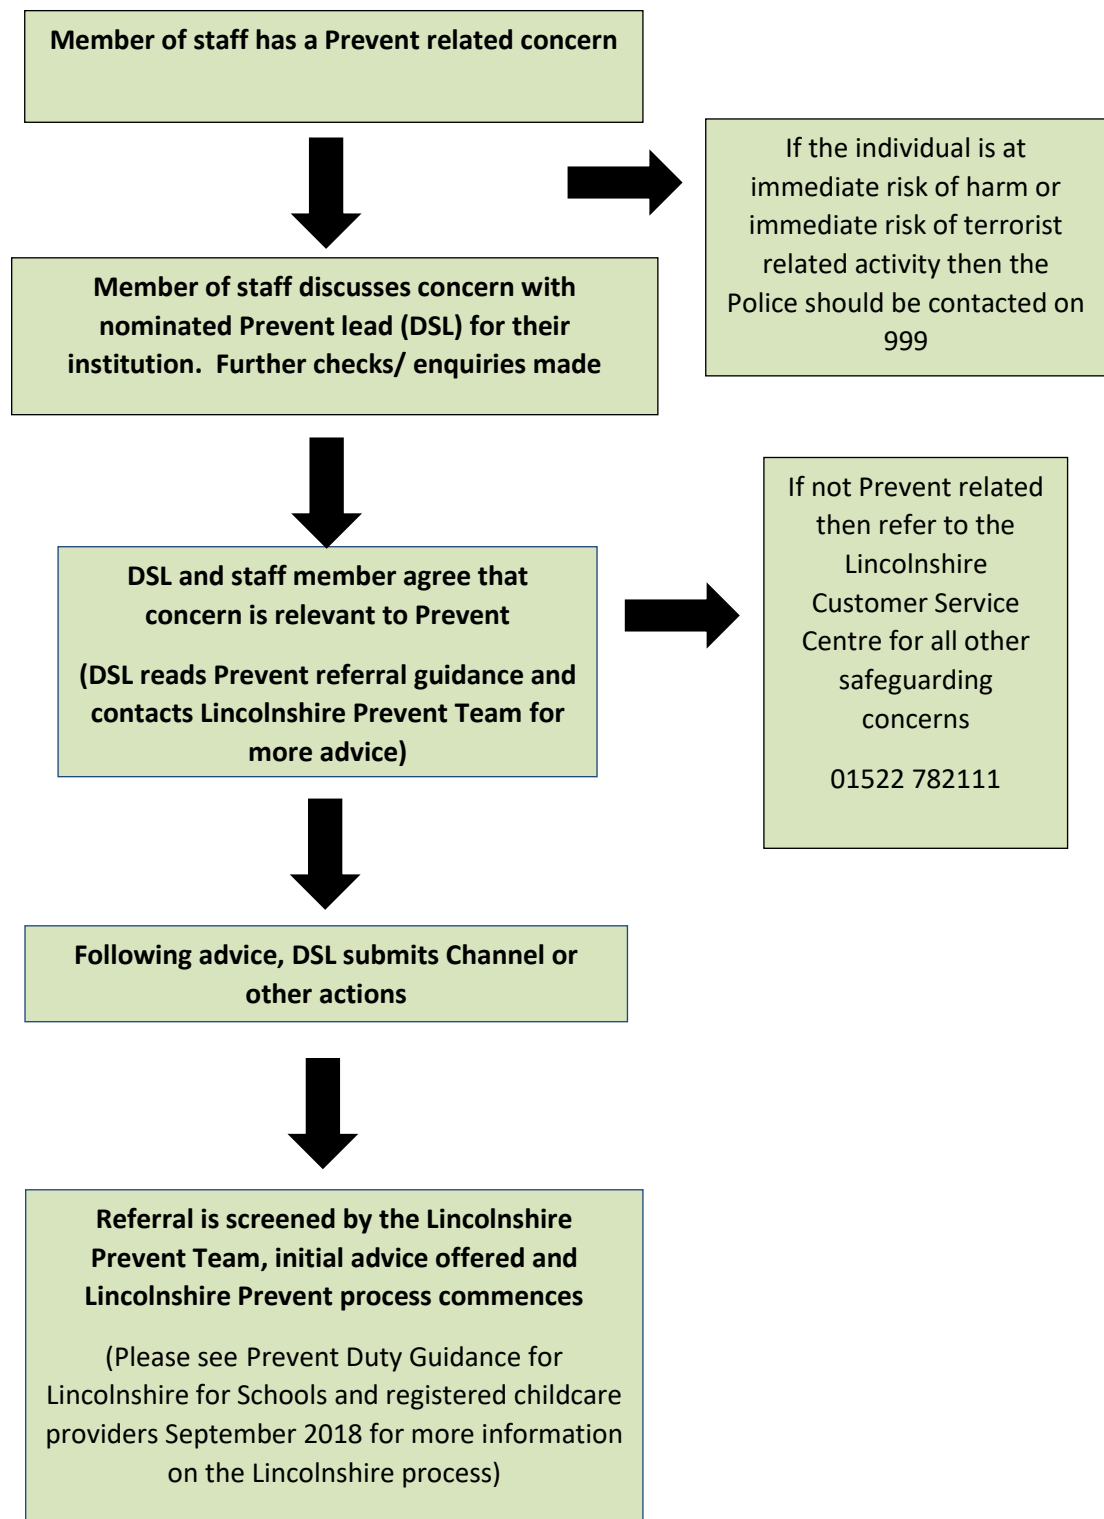 Member of staff has a Prevent related concern
If the individual is at
immediate risk of harm or
immediate risk of terrorist
related activity then the
Police should be contacted on
999
Member of staff discusses concern with
nominated Prevent lead (DSL) for their
institution.  Further checks/ enquiries made
DSL and staff member agree that
concern is relevant to Prevent
(DSL reads Prevent referral guidance and
contacts Lincolnshire Prevent Team for
more advice)
If not Prevent related
then refer to the
Lincolnshire
Customer Service
Centre for all other
safeguarding
concerns
01522 782111
Following advice, DSL submits Channel or
other actions
Referral is screened by the Lincolnshire
Prevent Team, initial advice offered and
Lincolnshire Prevent process commences
(Please see Prevent Duty Guidance for
Lincolnshire for Schools and registered childcare
providers September 2018 for more information
on the Lincolnshire process)